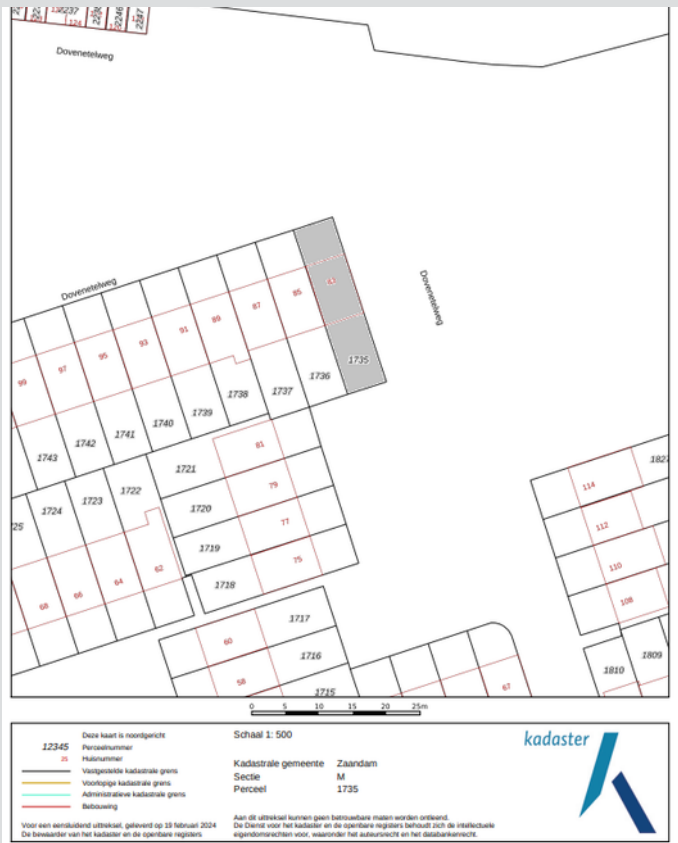 2237
2246
2247
124
Dovenetelweg
Dovenetelweg
Dovenetelweg
83
85
87
89
91
93
95
97
99
1735
1736
1737
1738
1739
1740
1741
1742
1743
81
1721
79
1720
77
1719
75
1718
1722
1723
1724
25
62
64
66
68
60
1717
58
1716
1715
67
114
112
110
108
1827
1809
1810
0 5 10 15 20 25m
Deze kaart is noordgericht
12345 Perceelnummer
25 Huisnummer
Vastgestelde kadastrale grens
Voorlopige kadastrale grens
Administratieve kadastrale grens
Bebouwing
Voor een eensluidend uittreksel, geleverd op 19 februari 2024
De bewaarder van het kadaster en de openbare registers
Schaal 1: 500
Kadastrale gemeente Zaandam
Sectie M
Perceel 1735
Aan dit uittreksel kunnen geen betrouwbare maten worden ontleend.
De Dienst voor het kadaster en de openbare registers behoudt zich de intellectuele
eigendomsrechten voor, waaronder het auteursrecht en het databankenrecht.
kadaster